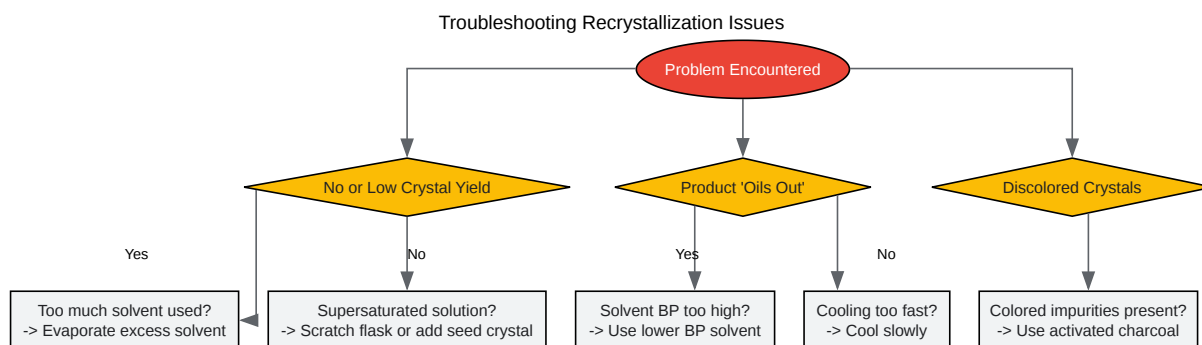 Troubleshooting Recrystallization Issues
Problem Encountered
No or Low Crystal Yield
Product 'Oils Out'
Discolored Crystals
Yes
No
Yes
No
Too much solvent used?
-> Evaporate excess solvent
Supersaturated solution?
-> Scratch flask or add seed crystal
Solvent BP too high?
-> Use lower BP solvent
Cooling too fast?
-> Cool slowly
Colored impurities present?
-> Use activated charcoal